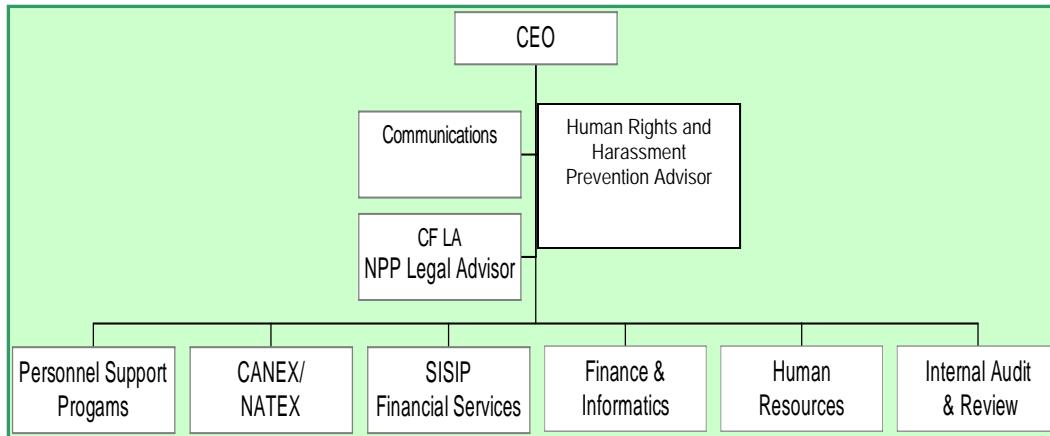 CEO
Communications
Human Rights and
Harassment
Prevention Advisor
CF LA
NPP Legal Advisor
Personnel Support
Progams
CANEX/
NATEX
SISIP
Financial Services
Finance &
Informatics
Human
Resources
Internal Audit
& Review